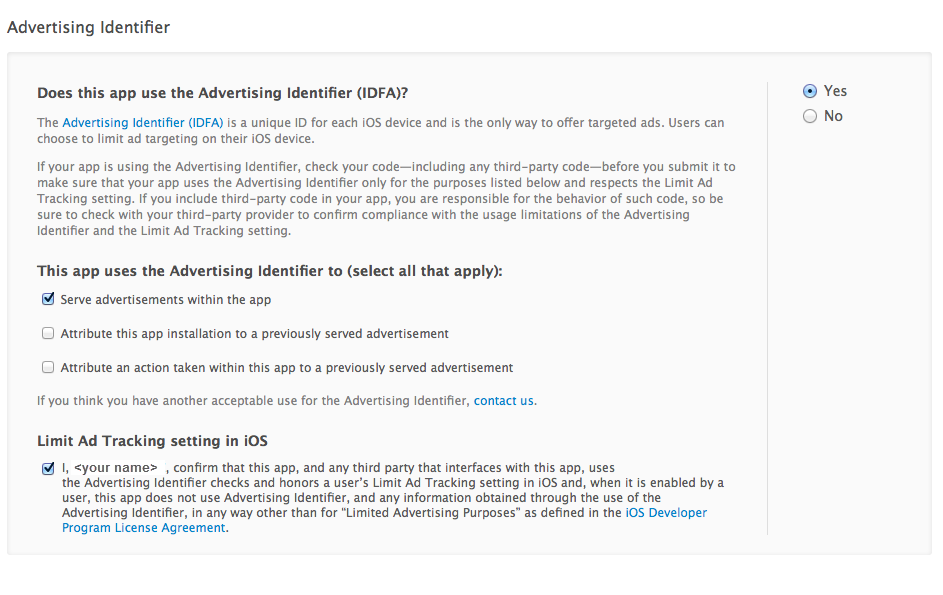 Advertising Identifier
Does this app use the Advertising Identifier (IDFA)?
Yes
No
The Advertising Identifier (IDFA) is a unique ID for each iOS device and is the only way to offer targeted ads. Users can
choose to limit ad targeting on their iOS device.
If your app is using the Advertising Identifier, check your code—including any third-party code—before you submit it to
make sure that your app uses the Advertising Identifier only for the purposes listed below and respects the Limit Ad
Tracking setting. If you include third-party code in your app, you are responsible for the behavior of such code, so be
sure to check with your third-party provider to confirm compliance with the usage limitations of the Advertising
Identifier and the Limit Ad Tracking setting.
This app uses the Advertising Identifier to (select all that apply):
Serve advertisements within the app
Attribute this app installation to a previously served advertisement
Attribute an action taken within this app to a previously served advertisement
If you think you have another acceptable use for the Advertising Identifier, contact us.
Limit Ad Tracking setting in iOS
I, <your name> , confirm that this app, and any third party that interfaces with this app, uses
the Advertising Identifier checks and honors a user's Limit Ad Tracking setting in iOS and, when it is enabled by a
user, this app does not use Advertising Identifier, and any information obtained through the use of the
Advertising Identifier, in any way other than for “Limited Advertising Purposes” as defined in the iOS Developer
Program License Agreement.